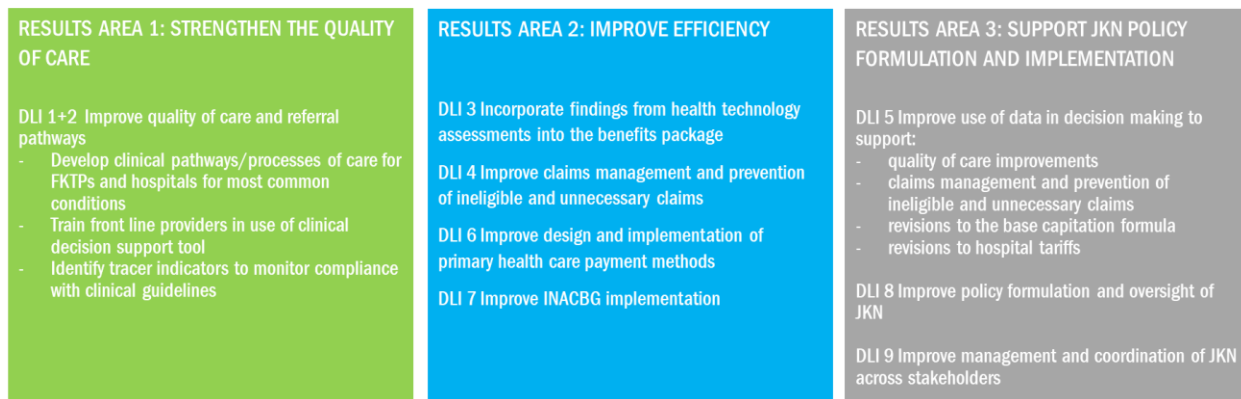 RESULTS AREA 1: STRENGTHEN THE QUALITY
OF CARE
DLI 1+2 Improve quality of care and referral
pathways
- Develop clinical pathways/processes of care for
FKTPs and hospitals for most common
conditions
- Train front line providers in use of clinical
decision support tool
- Identify tracer indicators to monitor compliance
with clinical guidelines
RESULTS AREA 2: IMPROVE EFFICIENCY
DLI 3 Incorporate findings from health technology
assessments into the benefits package
DLI 4 Improve claims management and prevention
of ineligible and unnecessary claims
DLI 6 Improve design and implementation of
primary health care payment methods
DLI 7 Improve INACBG implementation
RESULTS AREA 3: SUPPORT JKN POLICY
FORMULATION AND IMPLEMENTATION
DLI 5 Improve use of data in decision making to
support:
- quality of care improvements
- claims management and prevention of
ineligible and unnecessary claims
- revisions to the base capitation formula
- revisions to hospital tariffs
DLI 8 Improve policy formulation and oversight of
JKN
DLI 9 Improve management and coordination of JKN
across stakeholders